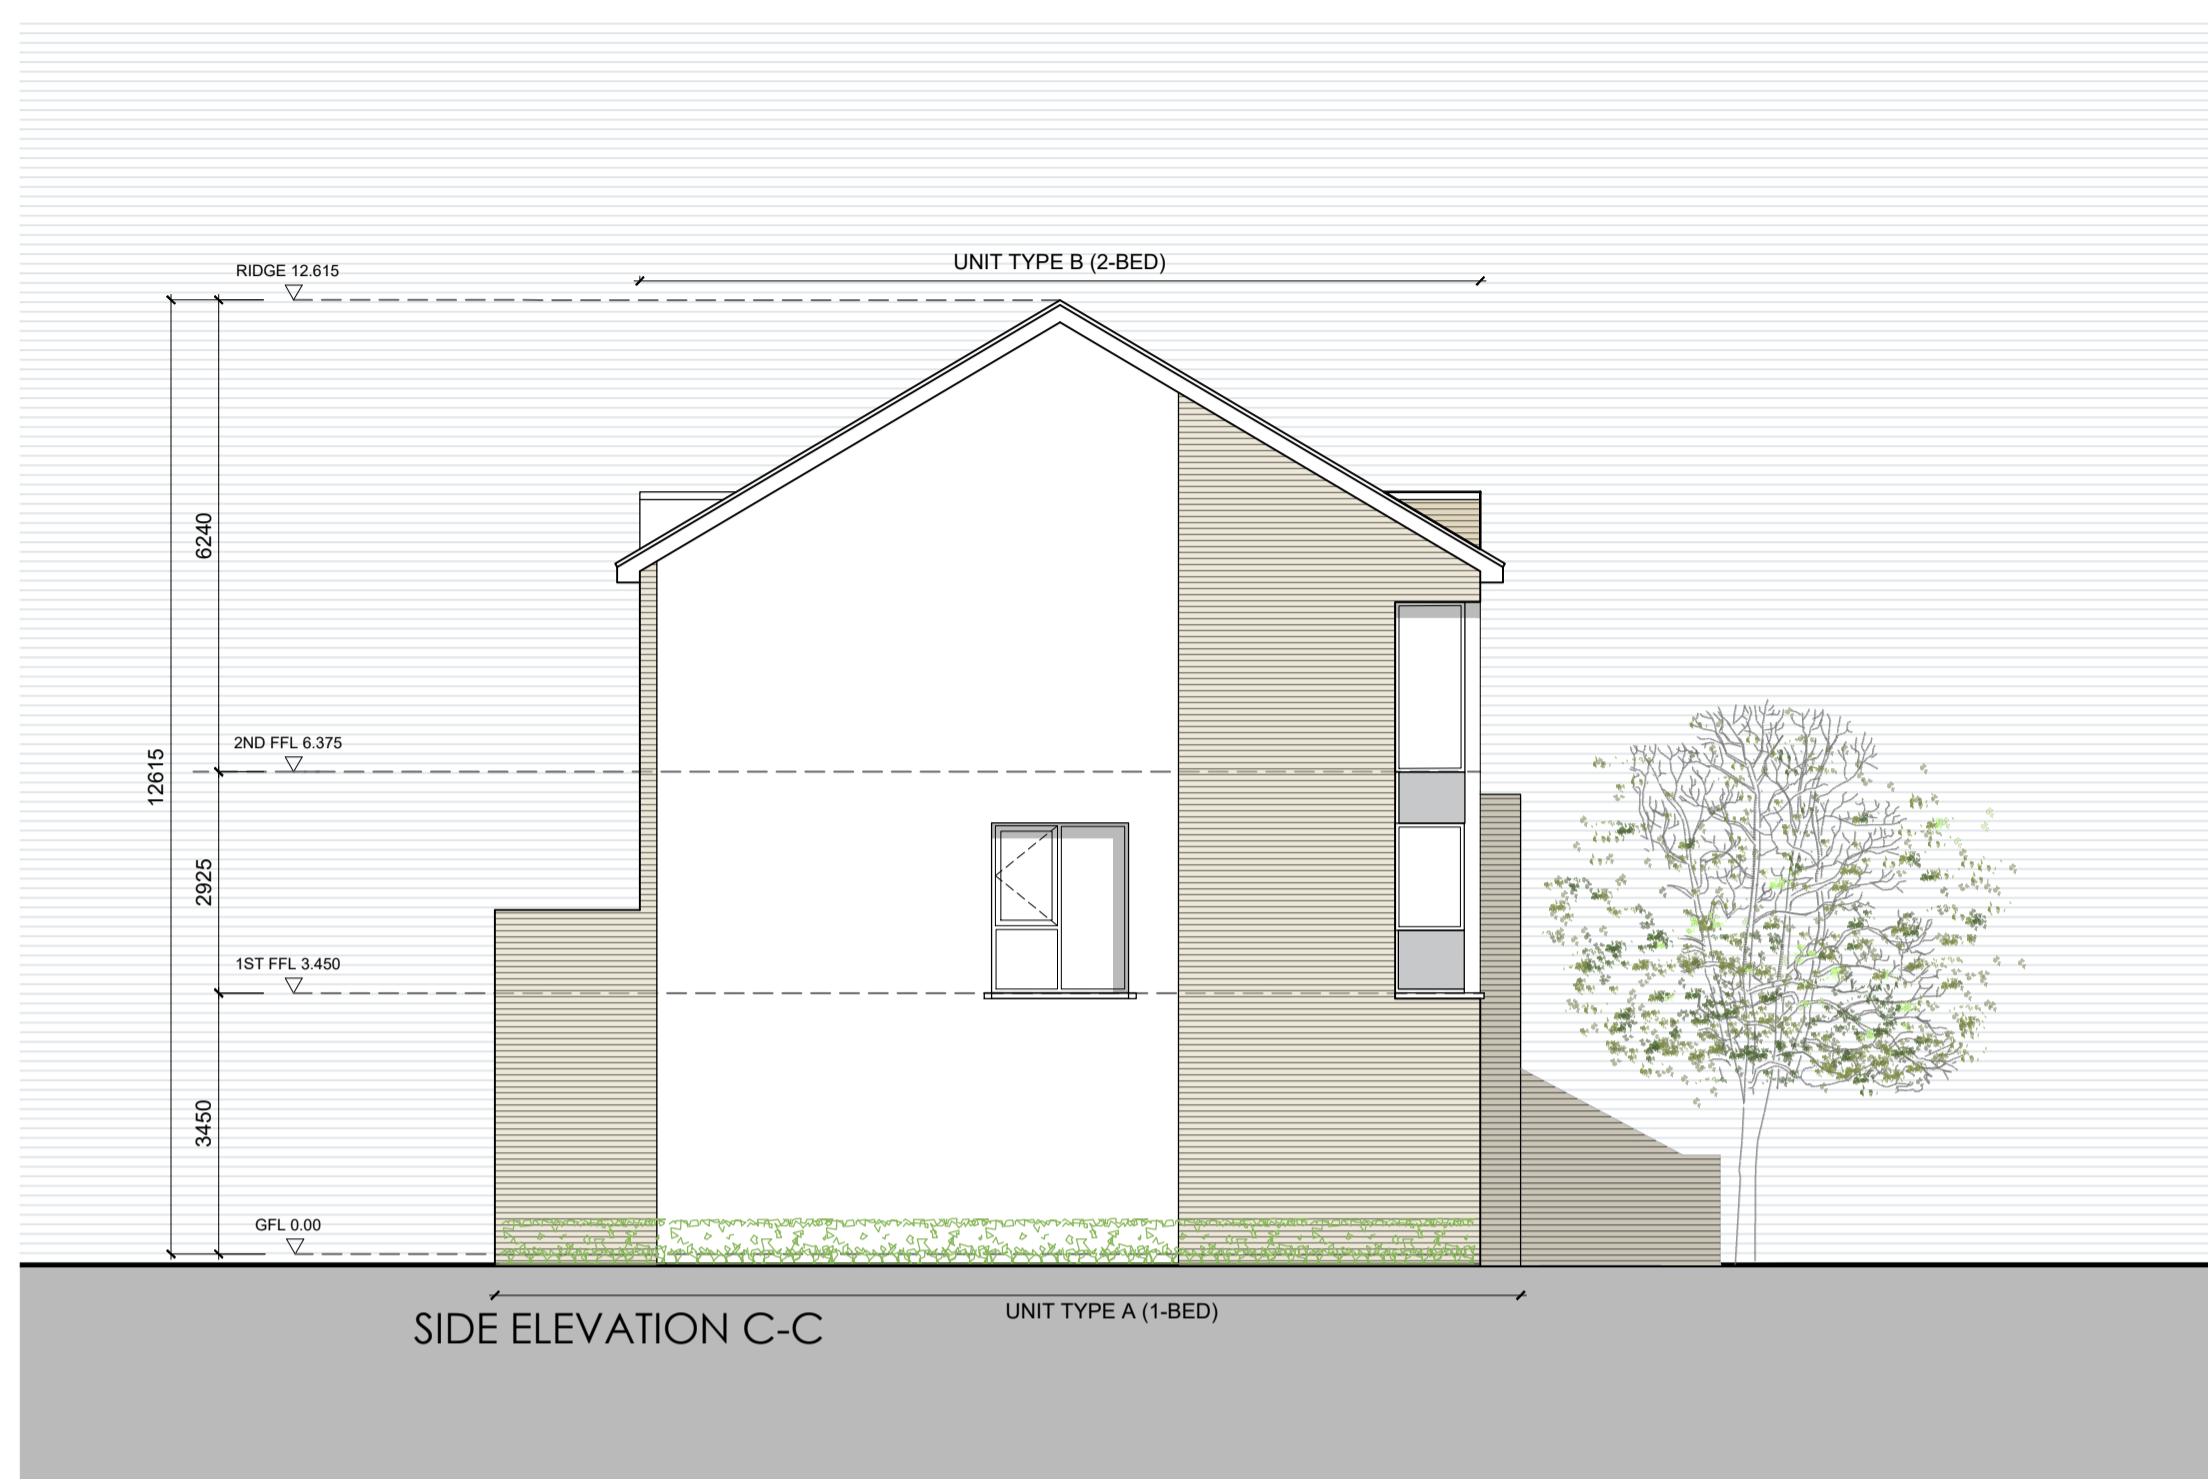 UNIT TYPE B (2-BED)
RIDGE 12.615
6240
2ND FFL 6.375
12615
2925
1ST FFL 3.450
3450
GFL 0.00
UNIT TYPE A (1-BED)
SIDE ELEVATION C-C